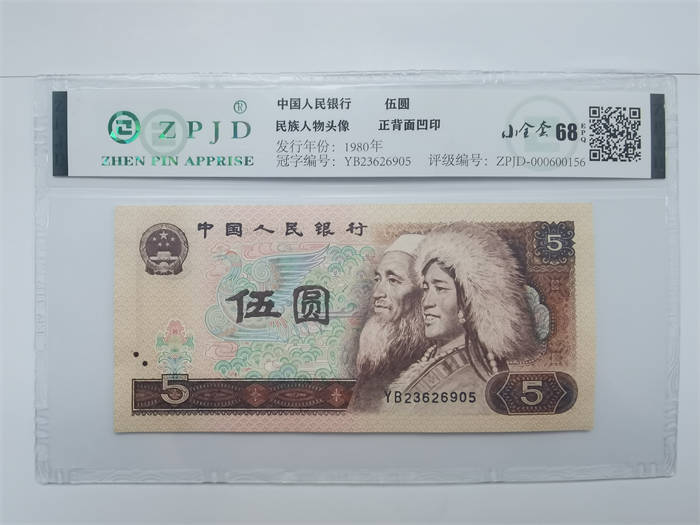 ZPJD®
ZHEN PIN APPRISE
中国人民银行 伍圆
民族人物头像 正背面凹印
发行年份：1980年
冠字编号：YB23626905 评级编号：ZPJD-000600156
小全套 68 EPQ
中国人民银行
5
伍圆
5
YB23626905
5